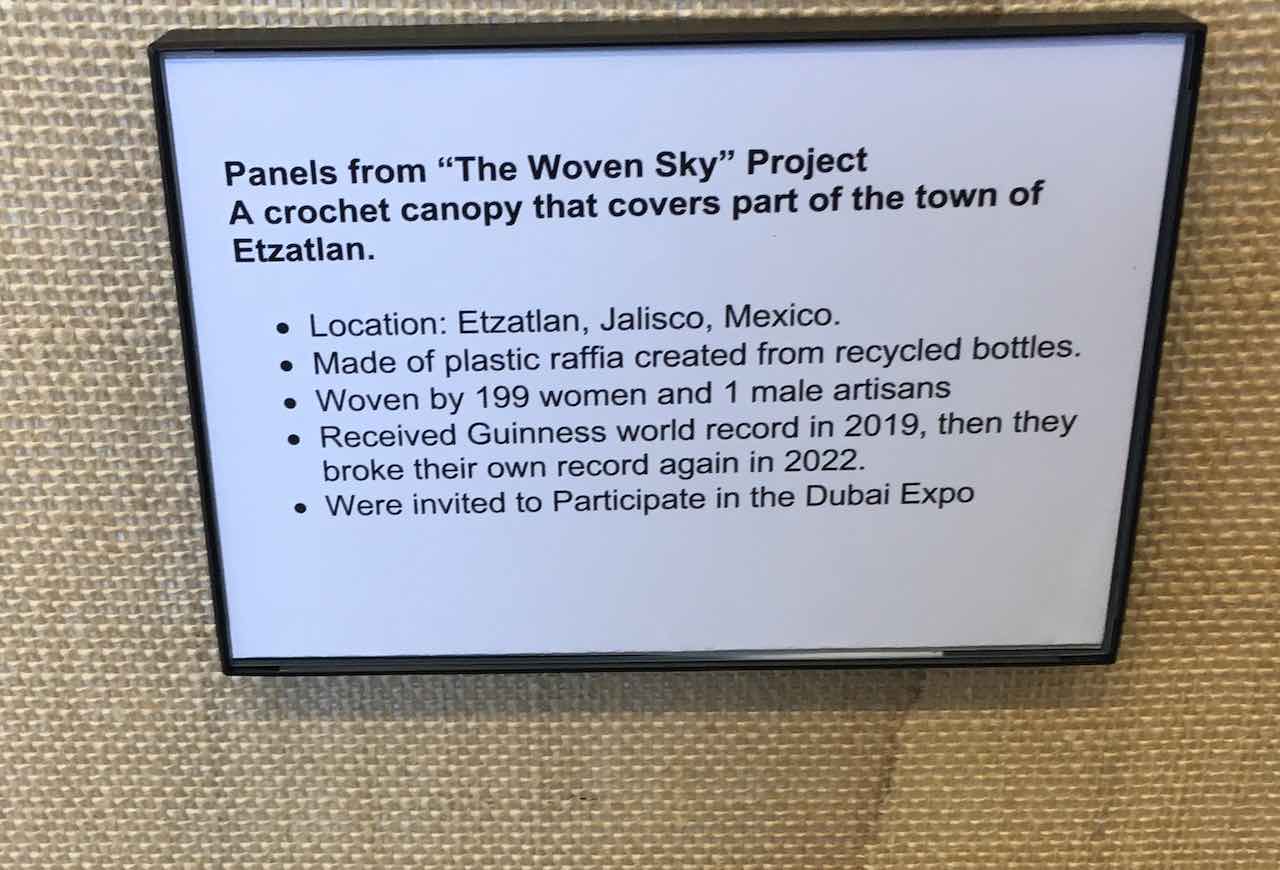 Panels from “The Woven Sky” Project
A crochet canopy that covers part of the town of
Etzatlan.
• Location: Etzatlan, Jalisco, Mexico.
• Made of plastic raffia created from recycled bottles.
• Woven by 199 women and 1 male artisans
• Received Guinness world record in 2019, then they
broke their own record again in 2022.
• Were invited to Participate in the Dubai Expo